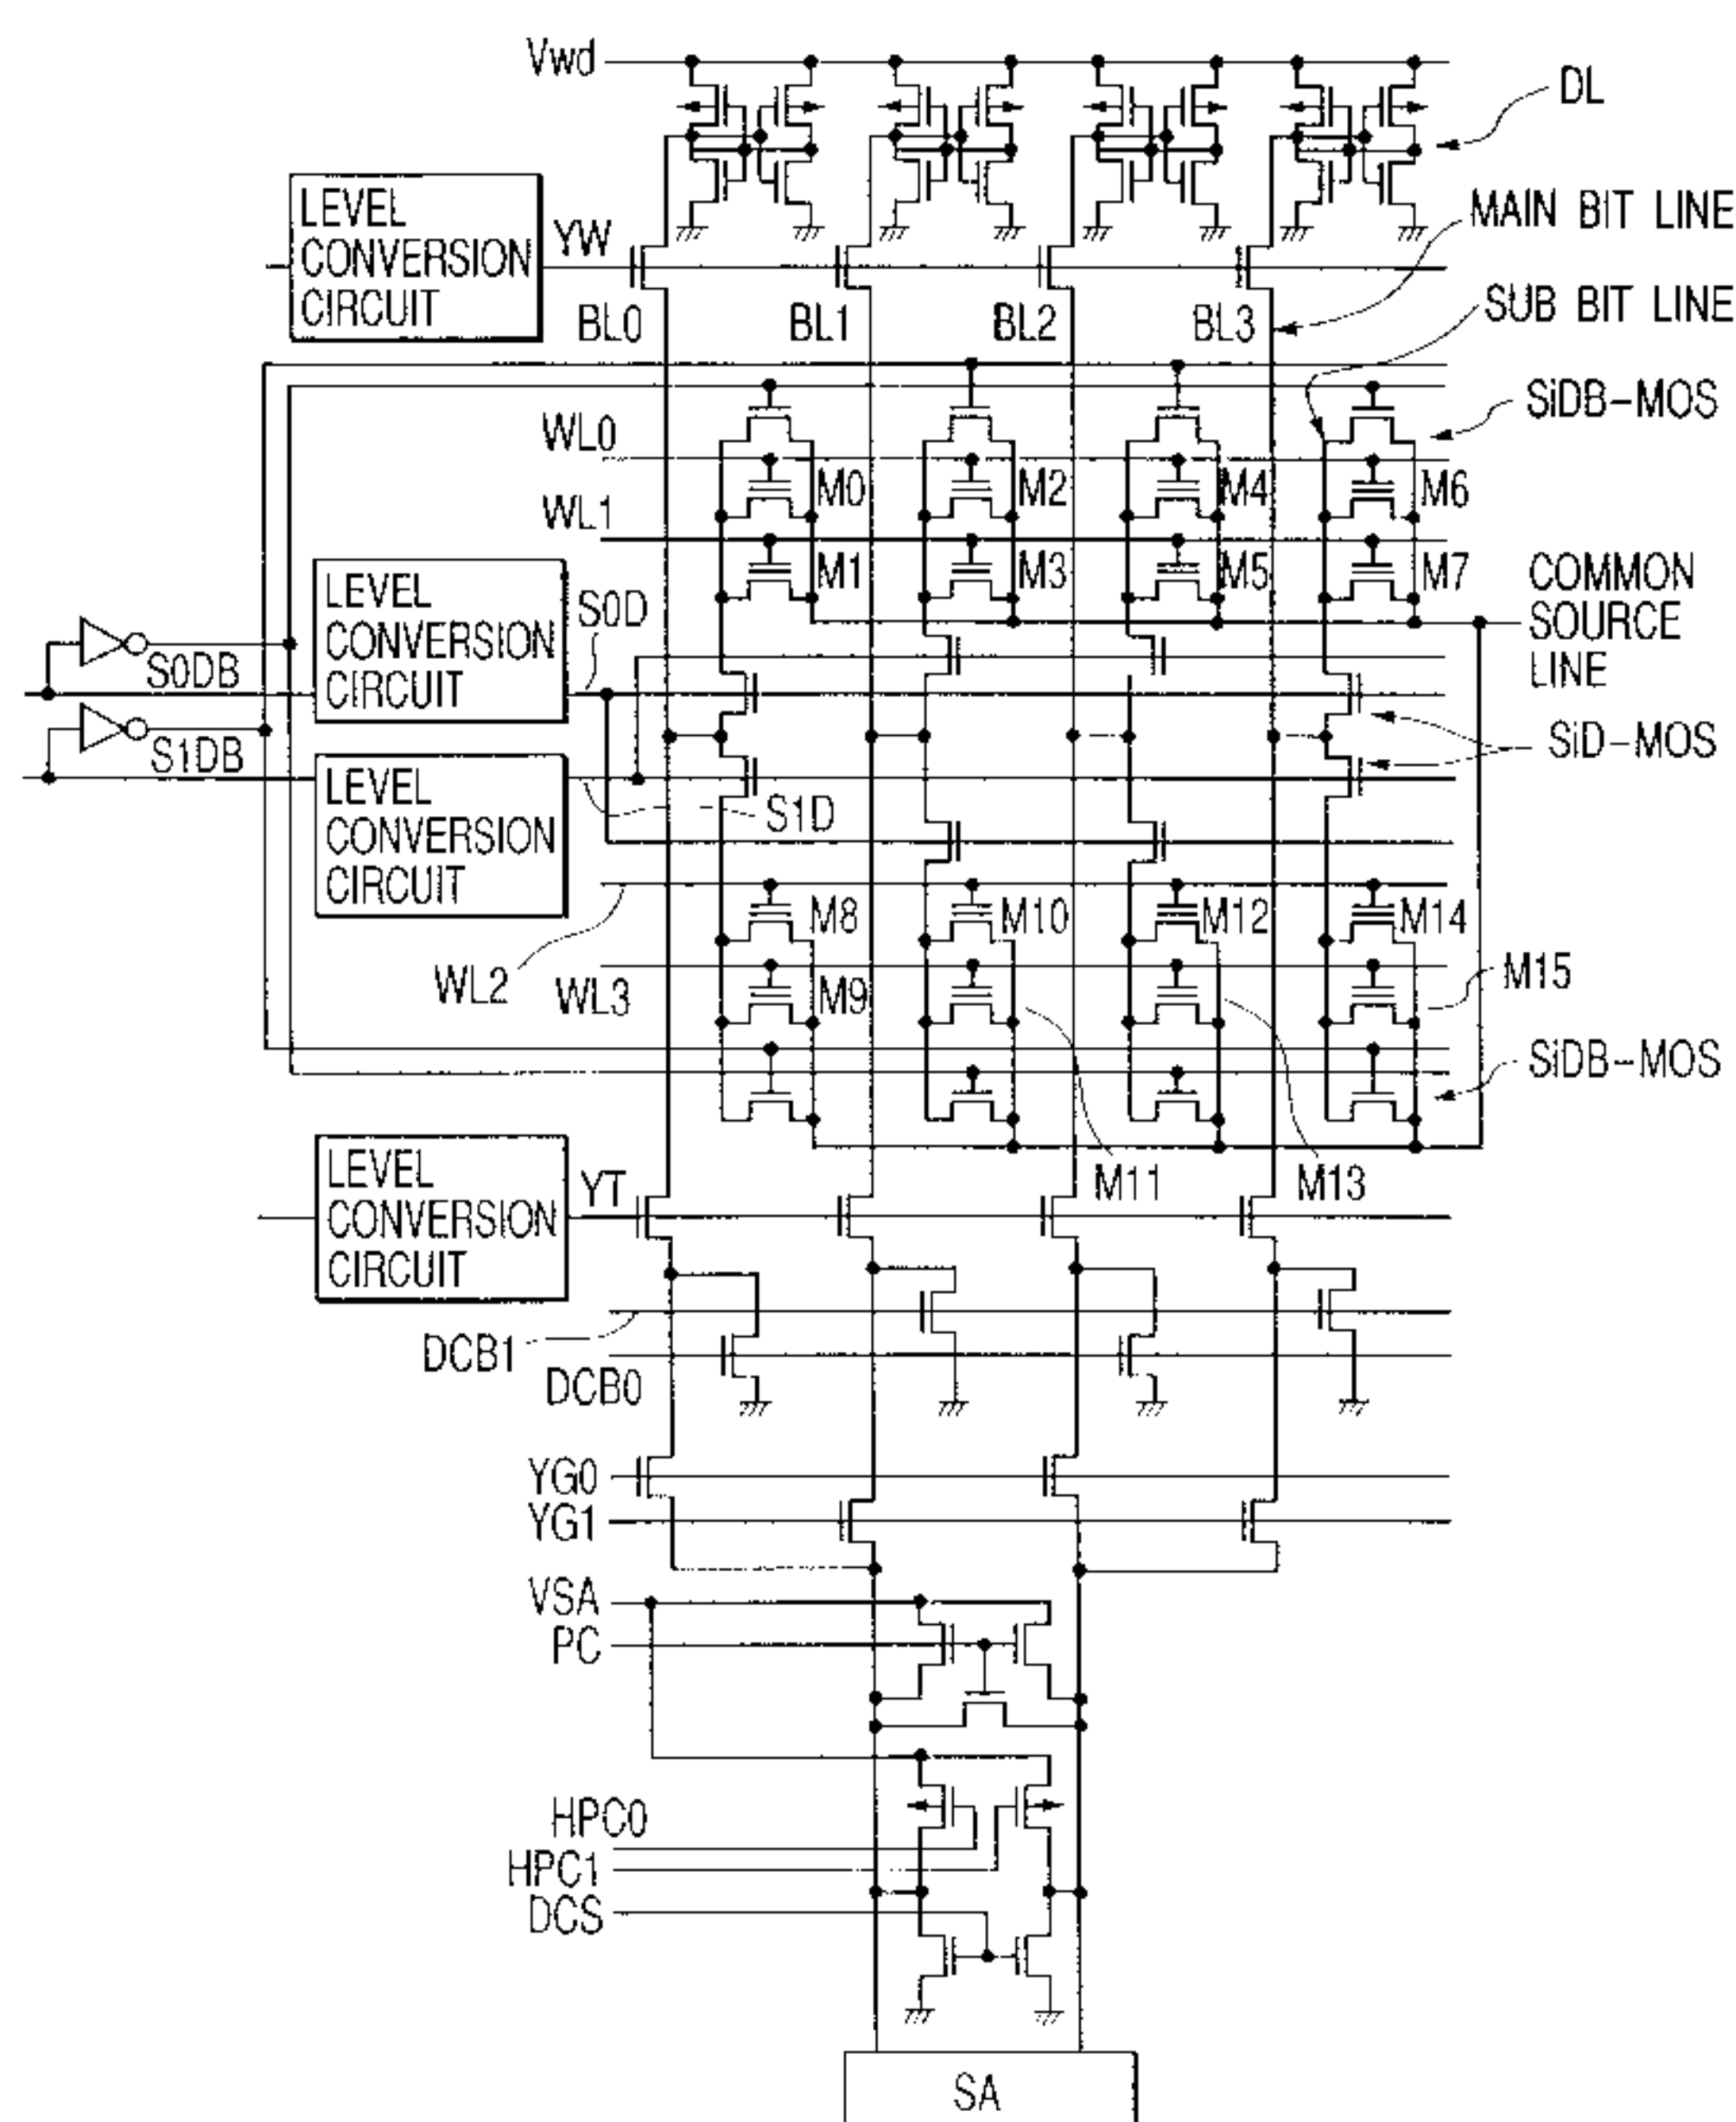 Vwd
DL
LEVEL
CONVERSION
CIRCUIT
YW
MAIN BIT LINE
SUB BIT LINE
BL0
BL1
BL2
BL3
SiDB-MOS
WL0
M0
M2
M4
M6
WL1
M1
M3
M5
M7
COMMON
SOURCE
LINE
LEVEL
CONVERSION
CIRCUIT
S0D
S0DB
S1DB
SiD-MOS
LEVEL
CONVERSION
CIRCUIT
S1D
M8
M10
M12
M14
WL2
WL3
M9
M15
SiDB-MOS
LEVEL
CONVERSION
CIRCUIT
YT
M11
M13
DCB1
DCB0
YG0
YG1
VSA
PC
HPC0
HPC1
DCS
SA